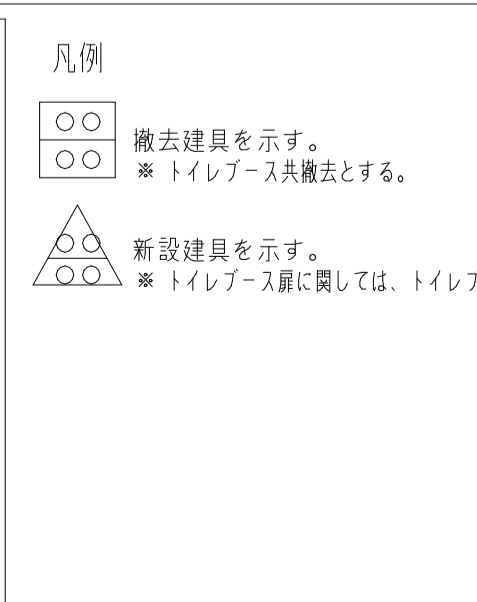 凡例
○○
○○
撤去建具を示す。
※ トイレブース共撤去とする。
○○
○○
新設建具を示す。
※ トイレブース扉に関しては、トイレブ